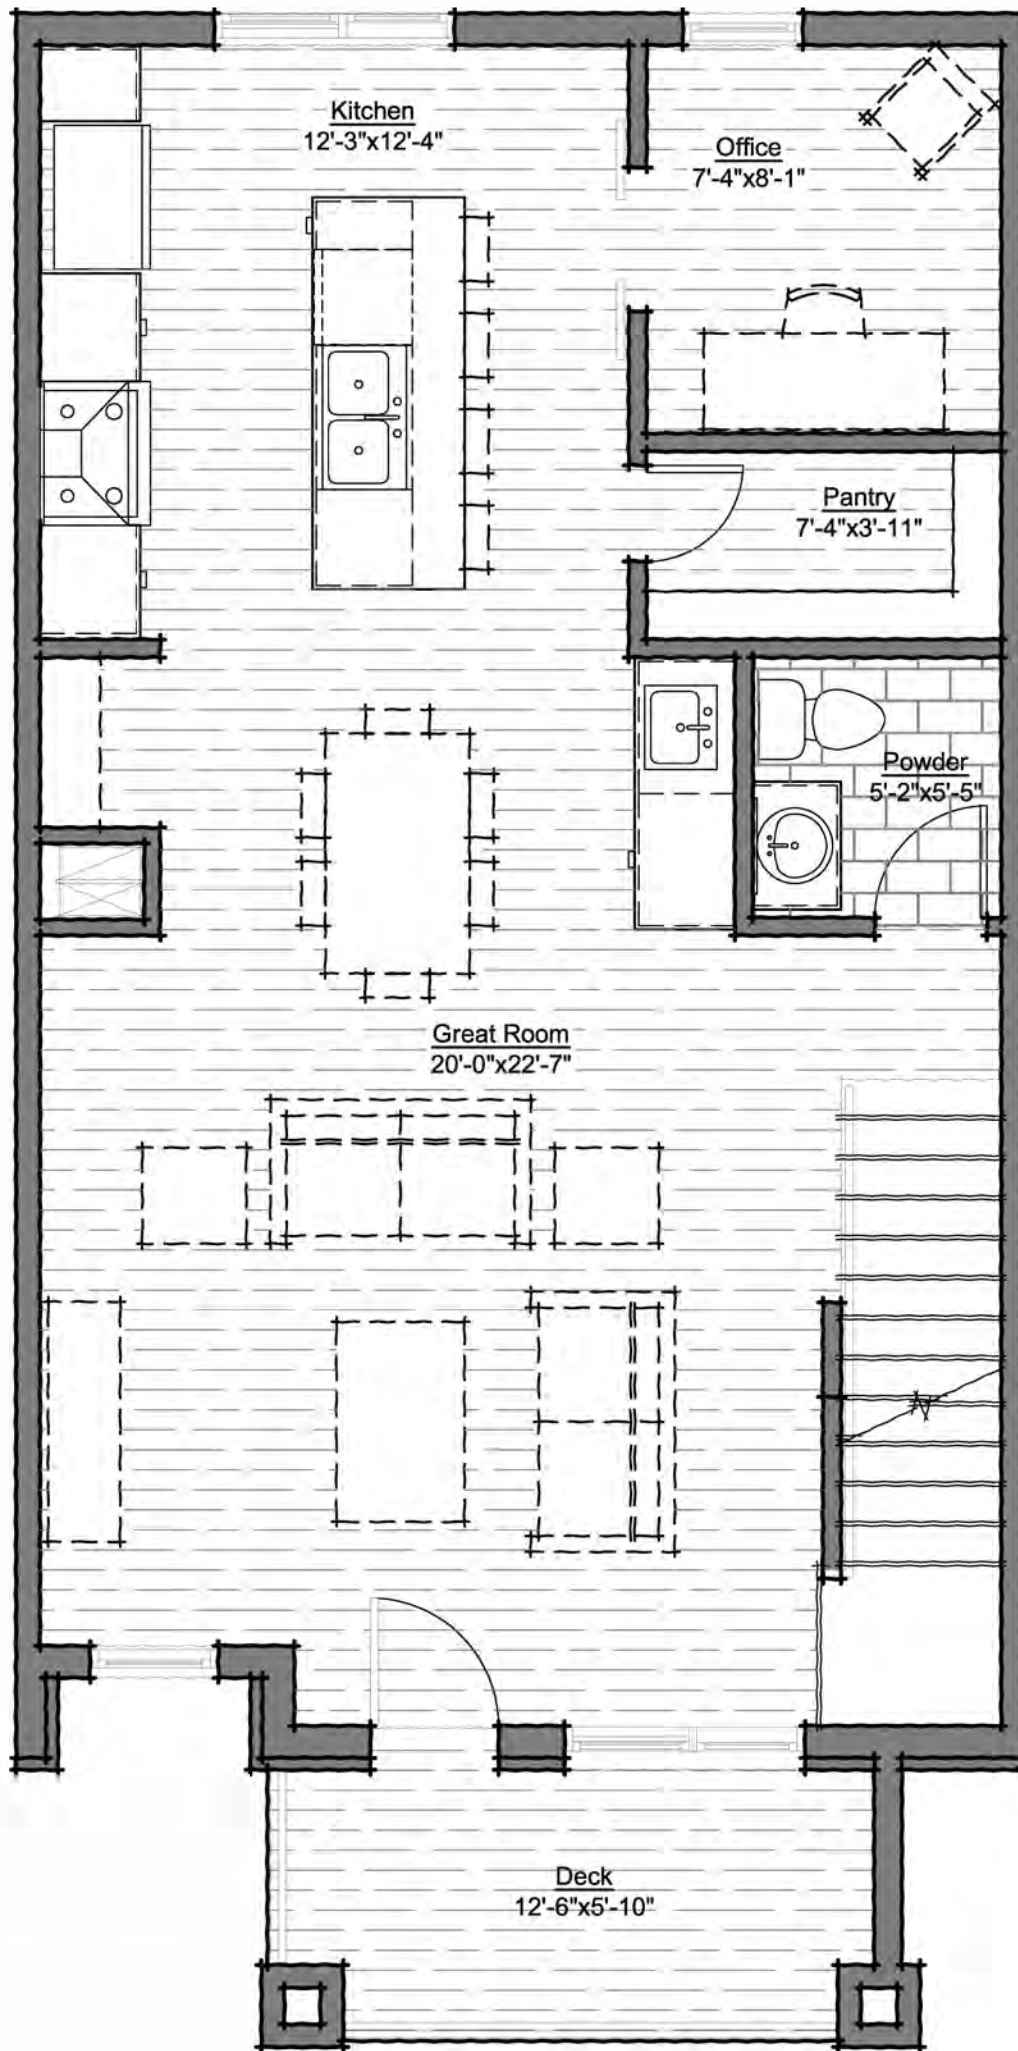 Kitchen
12'-3"x12'-4"
Office
7'-4"x8'-1"
Pantry
7'-4"x3'-11"
Powder
5'-2"x5'-5"
Great Room
20'-0"x22'-7"
Deck
12'-6"x5'-10"